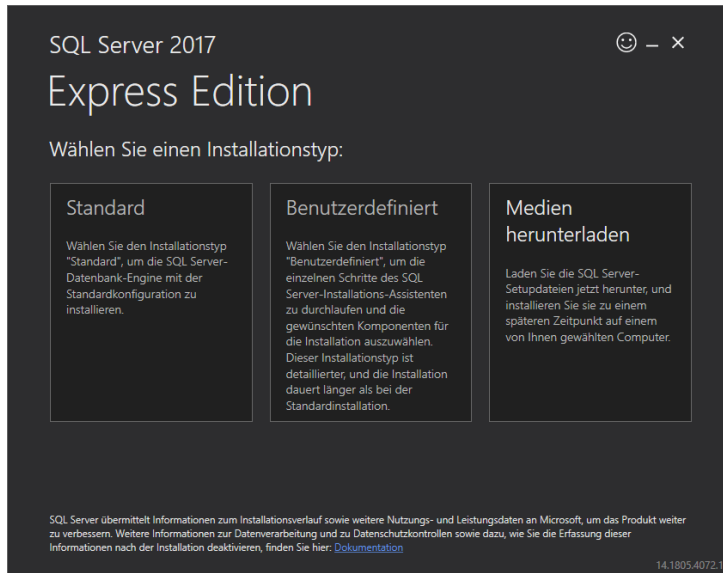 SQL Server 2017
Express Edition
Wählen Sie einen Installationstyp:
Standard
Wählen Sie den Installationstyp
"Standard", um die SQL Server-
Datenbank-Engine mit der
Standardkonfiguration zu
installieren.
Benutzerdefiniert
Wählen Sie den Installationstyp
"Benutzerdefiniert", um die
einzelnen Schritte des SQL
Server-Installations-Assistenten
zu durchlaufen und die
gewünschten Komponenten für
die Installation auszuwählen.
Dieser Installationstyp ist
detaillierter, und die Installation
dauert länger als bei der
Standardinstallation.
Medien
herunterladen
Laden Sie die SQL Server-
Setupdateien jetzt herunter, und
installieren Sie sie zu einem
späteren Zeitpunkt auf einem
von Ihnen gewählten Computer.
SQL Server übermittelt Informationen zum Installationsverlauf sowie weitere Nutzungs- und Leistungsdaten an Microsoft, um das Produkt weiter
zu verbessern. Weitere Informationen zur Datenverarbeitung und zu Datenschutzkontrollen sowie dazu, wie Sie die Erfassung dieser
Informationen nach der Installation deaktivieren, finden Sie hier: Dokumentation
14.1805.4072.1